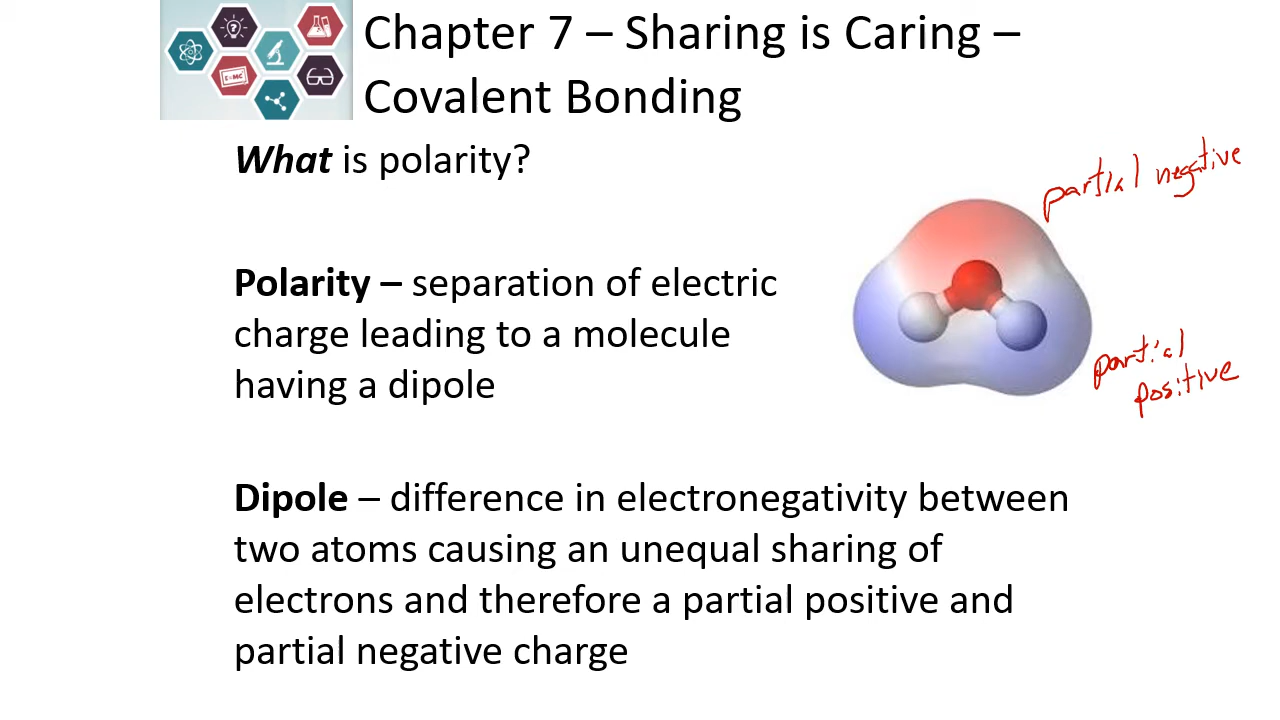 Chapter 7 – Sharing is Caring –
Covalent Bonding
What is polarity?
partial negative
Polarity – separation of electric
charge leading to a molecule
having a dipole
partial
positive
Dipole – difference in electronegativity between
two atoms causing an unequal sharing of
electrons and therefore a partial positive and
partial negative charge